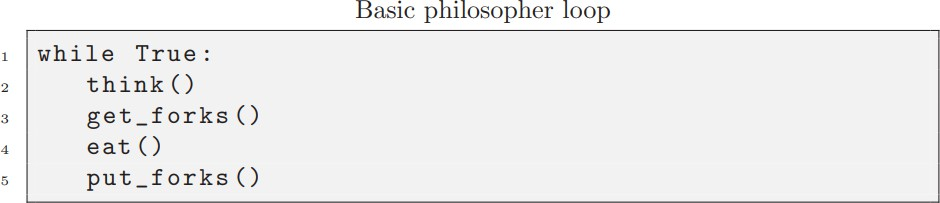 Basic philosopher loop
1 while True:
2     think()
3     get_forks()
4     eat()
5     put_forks()